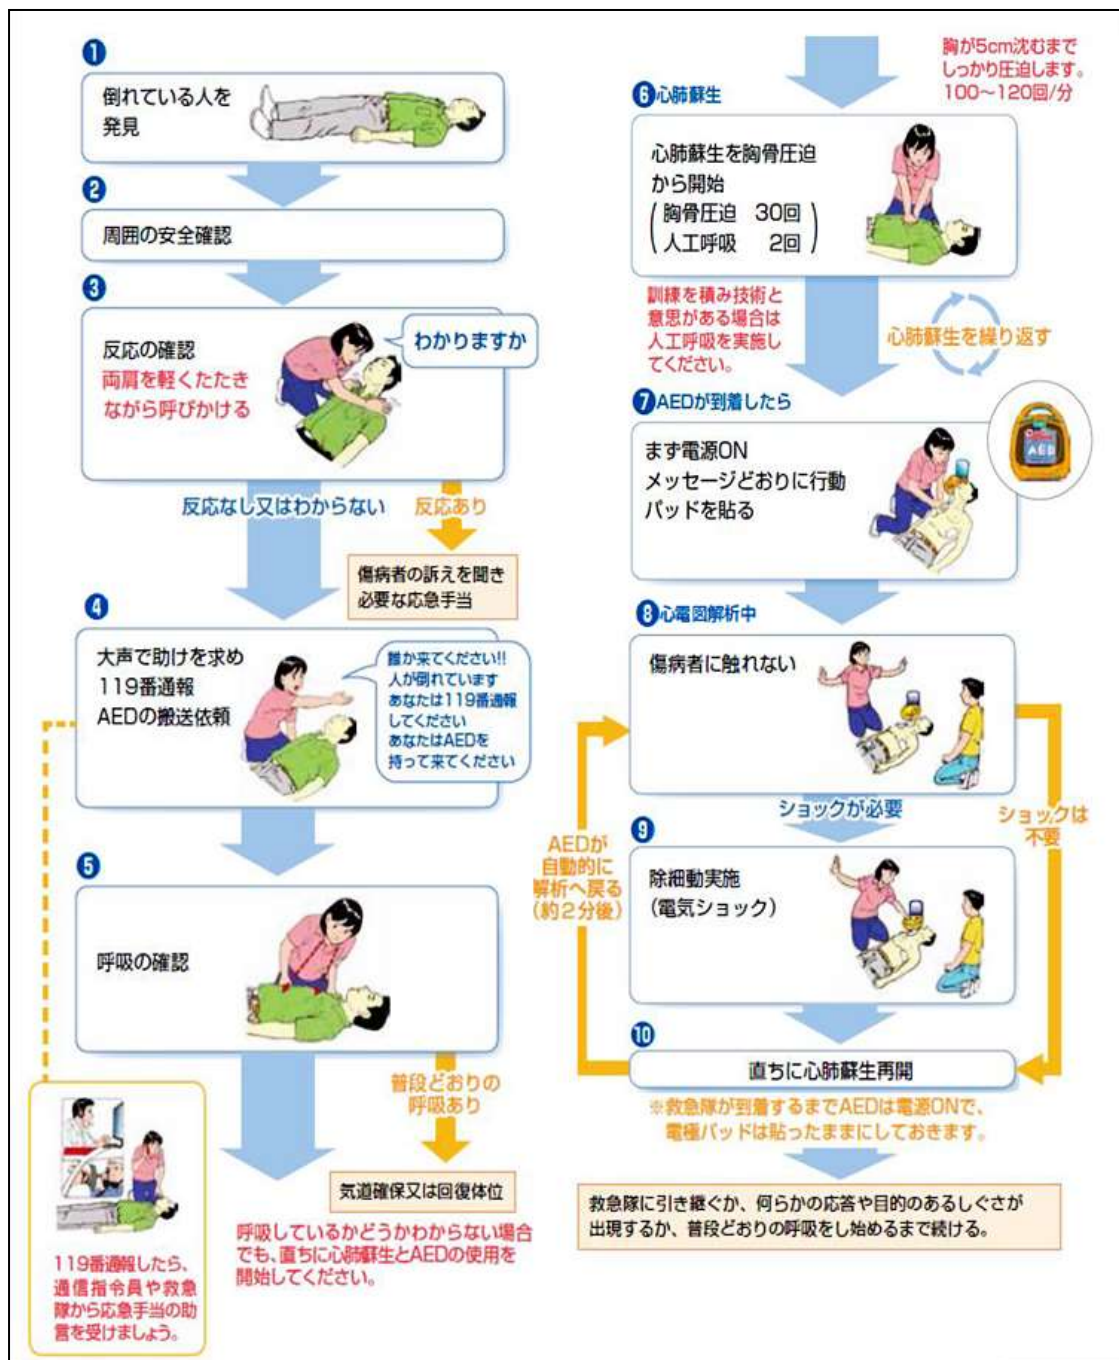 1
倒れている人を
発見
2
周囲の安全確認
3
反応の確認
両肩を軽くたたき
ながら呼びかける
わかりますか
反応なし又はわからない
反応あり
傷病者の訴えを聞き
必要な応急手当
4
大声で助けを求め
119番通報
AEDの搬送依頼
誰か来てください!!
人が倒れています
あなたは119番通報
してください
あなたはAEDを
持って来てください
5
呼吸の確認
普段どおりの
呼吸あり
気道確保又は回復体位
呼吸しているかどうかわからない場合
でも、直ちに心肺蘇生とAEDの使用を
開始してください。
119番通報したら、
通信指令員や救急
隊から応急手当の助
言を受けましょう。
胸が5cm沈むまで
しっかり圧迫します。
100～120回/分
6 心肺蘇生
心肺蘇生を胸骨圧迫
から開始
(胸骨圧迫 30回
人工呼吸 2回)
訓練を積み技術と
意思がある場合は
人工呼吸を実施し
てください。
心肺蘇生を繰り返す
7 AEDが到着したら
まず電源ON
メッセージどおりに行動
パッドを貼る
AED
8 心電図解析中
傷病者に触れない
ショックが必要
ショックは
不要
AEDが
自動的に
解析へ戻る
(約2分後)
9
除細動実施
(電気ショック)
10
直ちに心肺蘇生再開
※救急隊が到着するまでAEDは電源ONで、
電極パッドは貼ったままにしておきます。
救急隊に引き継ぐか、何らかの応答や目的のあるしぐさが
出現するか、普段どおりの呼吸をし始めるまで続ける。